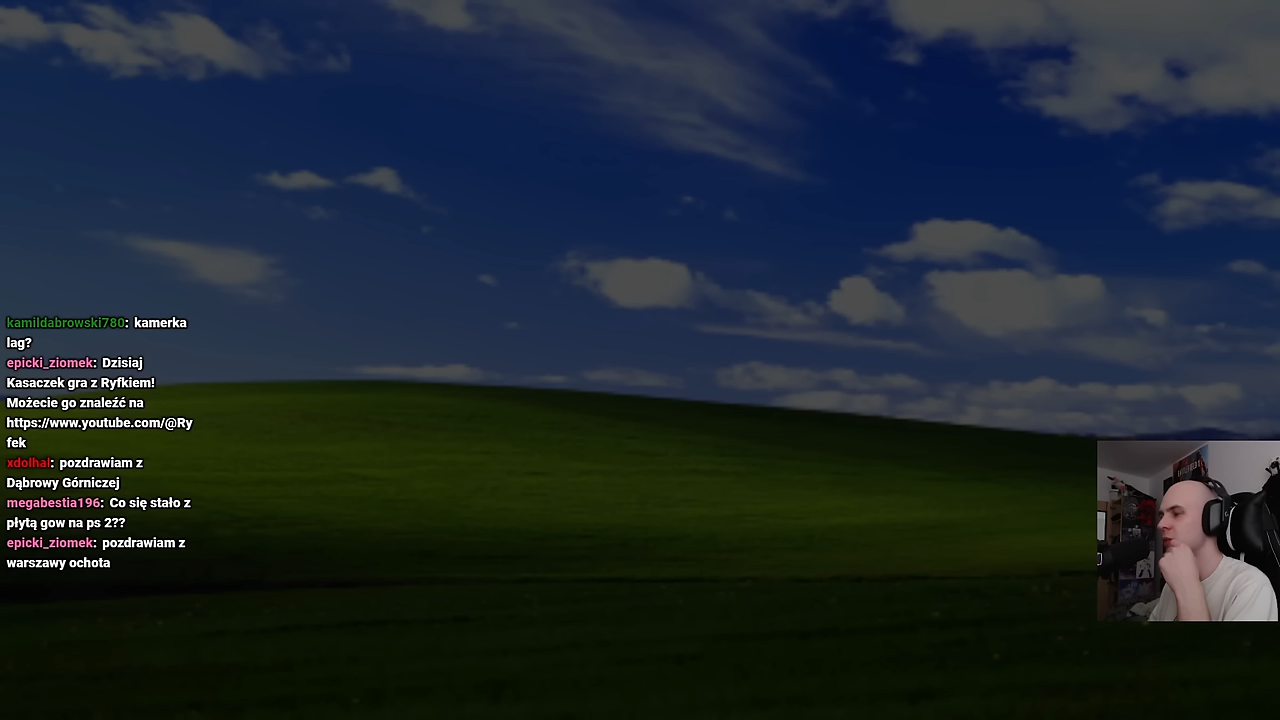 kamildabrowski780: kamerka
lag?
epicki_ziomek: Dzisiaj
Kasaczek gra z Ryfkiem!
Możecie go znaleźć na
https://www.youtube.com/@Ry
fek
xdolhal: pozdrawiam z
Dąbrowy Górniczej
megabestia196: Co się stało z
płytą gow na ps 2??
epicki_ziomek: pozdrawiam z
warszawy ochota